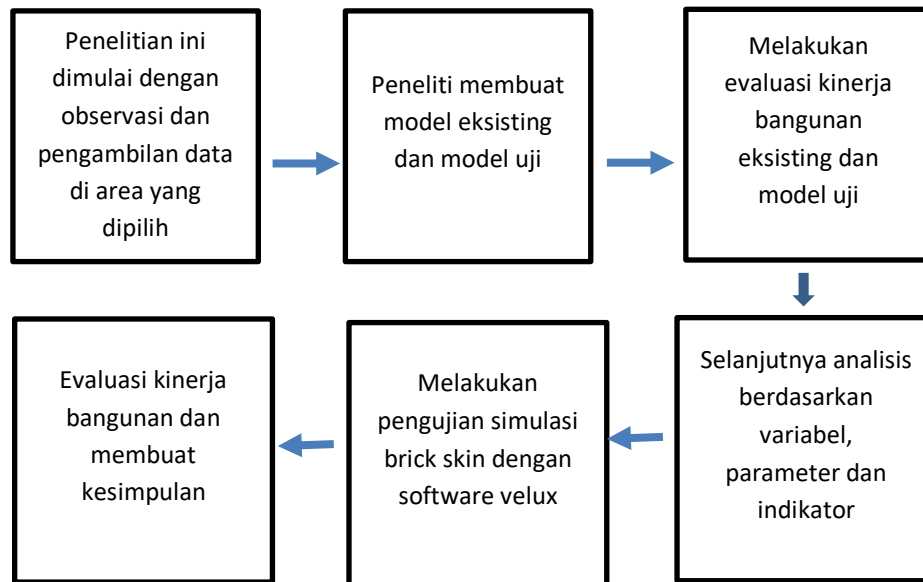 Penelitian ini
dimulai dengan
observasi dan
pengambilan data
di area yang
dipilih
Peneliti membuat
model eksisting
dan model uji
Melakukan
evaluasi kinerja
bangunan
eksisting dan
model uji
Selanjutnya analisis
berdasarkan
variabel,
parameter dan
indikator
Melakukan
pengujian simulasi
brick skin dengan
software velux
Evaluasi kinerja
bangunan dan
membuat
kesimpulan